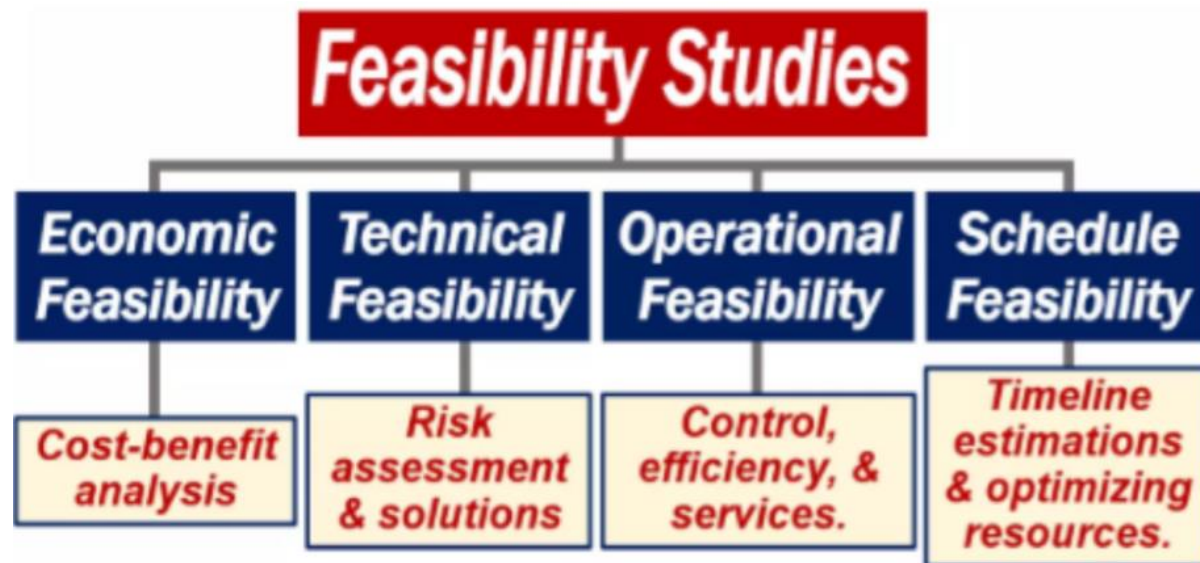 Feasibility Studies
Economic
Feasibility
Cost-benefit
analysis
Technical
Feasibility
Risk
assessment
& solutions
Operational
Feasibility
Control,
efficiency, &
services.
Schedule
Feasibility
Timeline
estimations
& optimizing
resources.